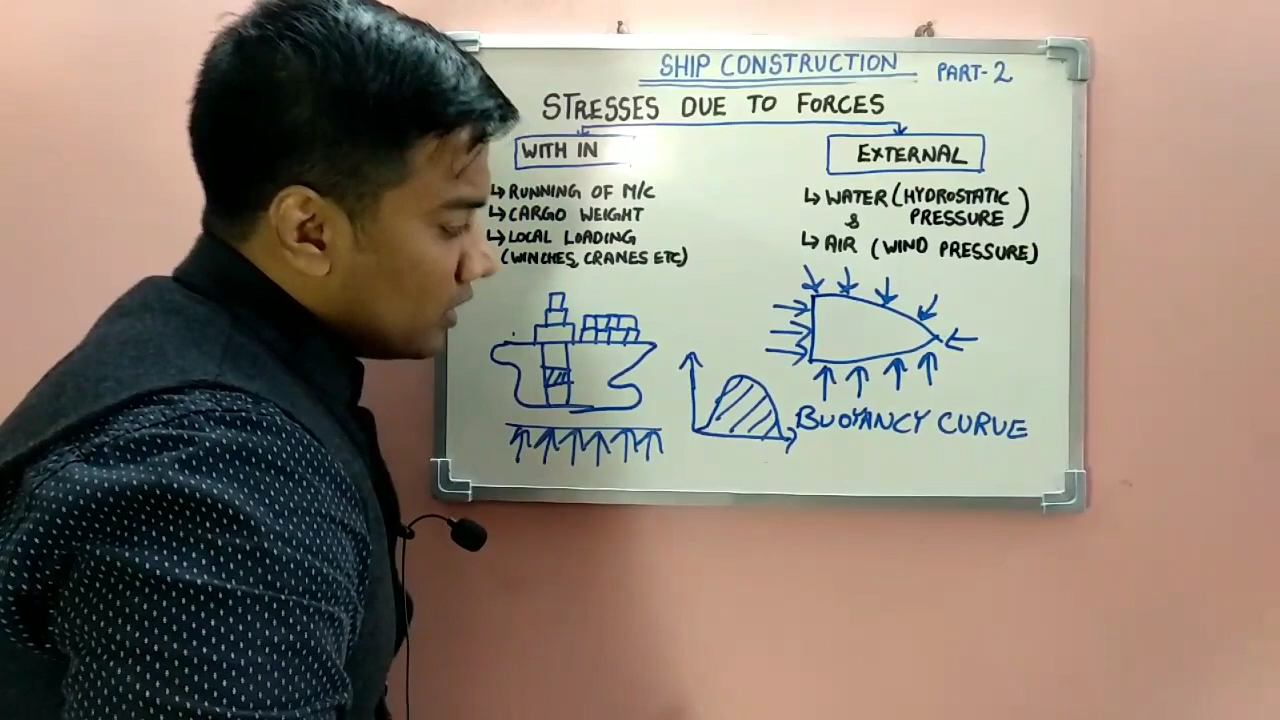 SHIP CONSTRUCTION PART-2
STRESSES DUE TO FORCES
WITH IN
↳ RUNNING OF M/C
↳ CARGO WEIGHT
↳ LOCAL LOADING
(WINCHES, CRANES ETC)
EXTERNAL
↳ WATER (HYDROSTATIC
& PRESSURE)
↳ AIR (WIND PRESSURE)
BUOYANCY CURVE